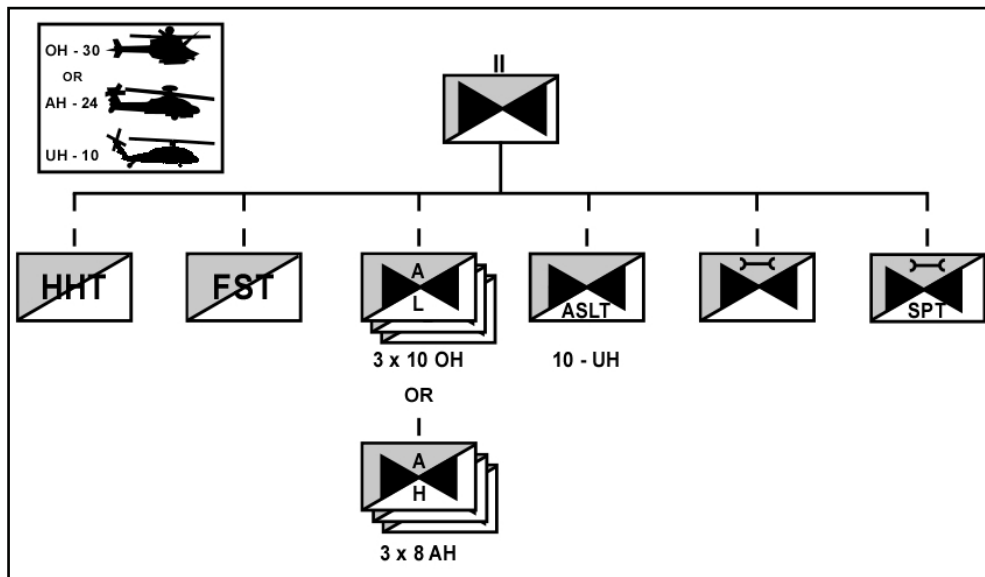 OH - 30
OR
AH - 24
UH - 10
II
I I I I I I
HHT
FST
A
L
ASLT
SPT
3 x 10 OH
10 - UH
OR
I
A
H
3 x 8 AH